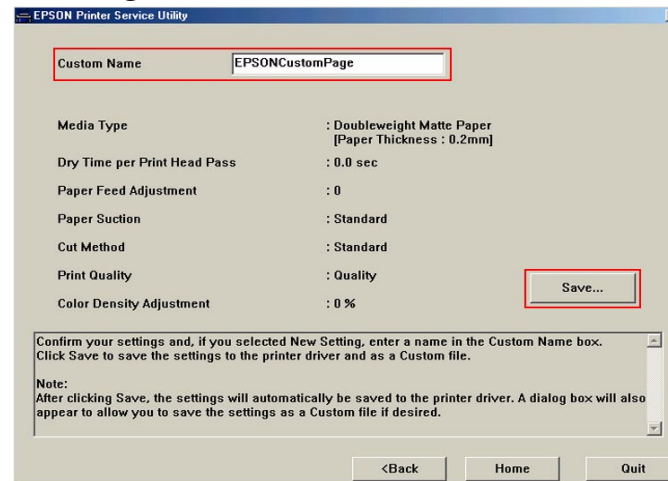 EPSON Printer Service Utility
Custom Name EPSONCustomPage
Media Type : Doubleweight Matte Paper
[Paper Thickness : 0.2mm]
Dry Time per Print Head Pass : 0.0 sec
Paper Feed Adjustment : 0
Paper Suction : Standard
Cut Method : Standard
Print Quality : Quality
Save...
Color Density Adjustment : 0 %
Confirm your settings and, if you selected New Setting, enter a name in the Custom Name box.
Click Save to save the settings to the printer driver and as a Custom file.
Note:
After clicking Save, the settings will automatically be saved to the printer driver. A dialog box will also
appear to allow you to save the settings as a Custom file if desired.
<Back Home Quit